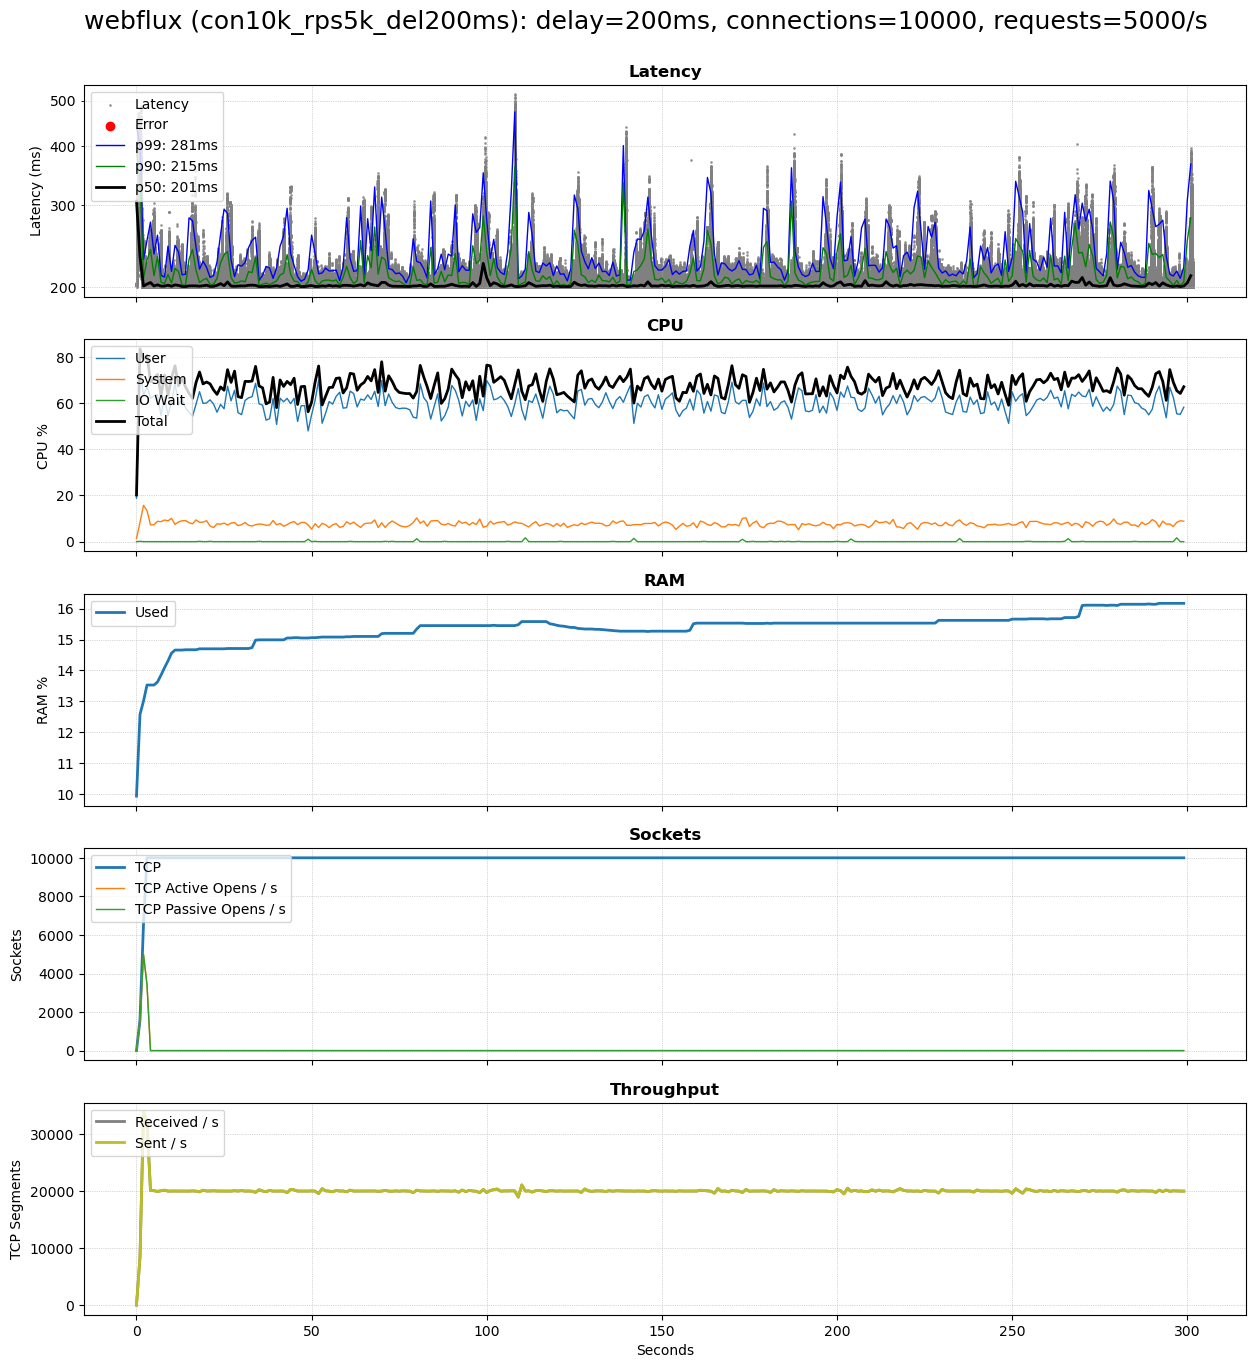 webflux (con10k_rps5k_del200ms): delay=200ms, connections=10000, requests=5000/s
Latency
500
400
300
200
Latency (ms)
Latency
Error
p99: 281ms
p90: 215ms
p50: 201ms
CPU
80
60
40
20
0
CPU %
User
System
IO Wait
Total
RAM
16
15
14
13
12
11
10
RAM %
Used
Sockets
10000
8000
6000
4000
2000
0
Sockets
TCP
TCP Active Opens / s
TCP Passive Opens / s
Throughput
30000
20000
10000
0
TCP Segments
Received / s
Sent / s
0
50
100
150
200
250
300
Seconds